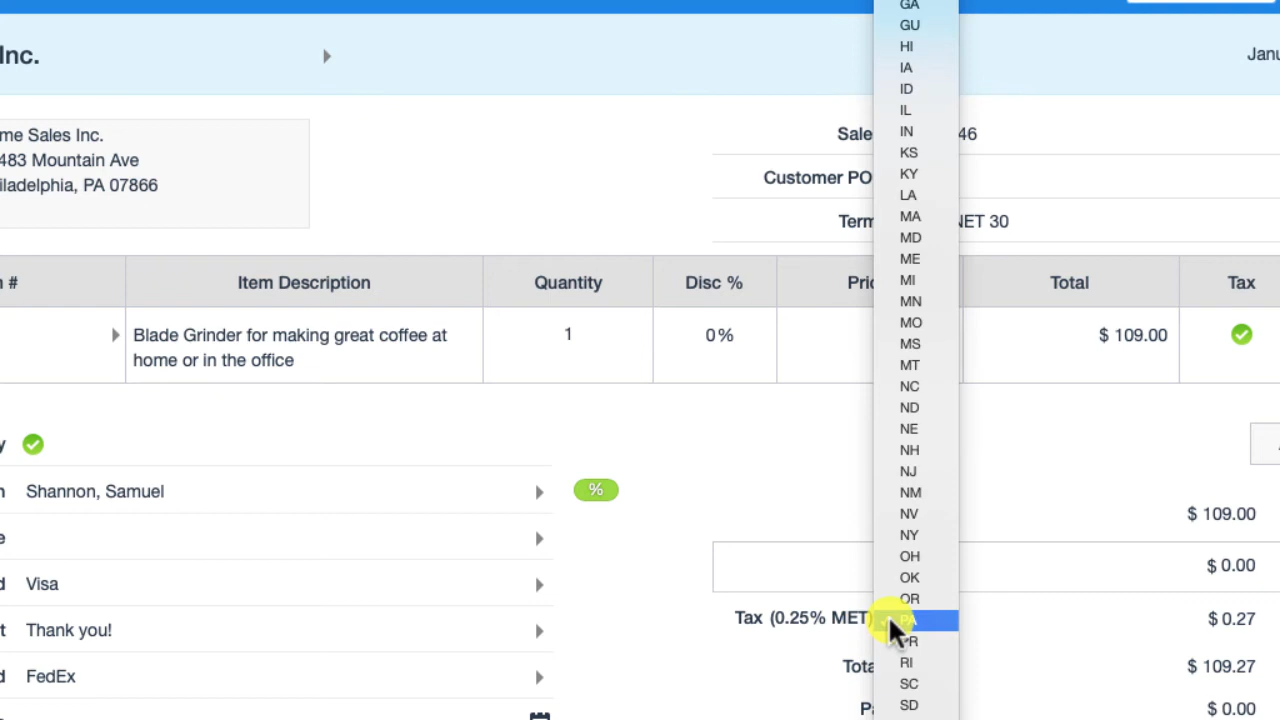 Inc.
Janu
me Sales Inc.
483 Mountain Ave
iladelphia, PA 07866
Sale
46
Customer PO
Term
NET 30
#
Item Description
Quantity
Disc %
Pric
Total
Tax
Blade Grinder for making great coffee at
home or in the office
1
0%
$ 109.00
y
n
Shannon, Samuel
%
$ 109.00
e
$ 0.00
d
Visa
Tax (0.25% MET)
$ 0.27
t
Thank you!
Tota
$ 109.27
d
FedEx
Pa
$ 0.00
GA
GU
HI
IA
ID
IL
IN
KS
KY
LA
MA
MD
ME
MI
MN
MO
MS
MT
NC
ND
NE
NH
NJ
NM
NV
NY
OH
OK
OR
PA
PR
RI
SC
SD